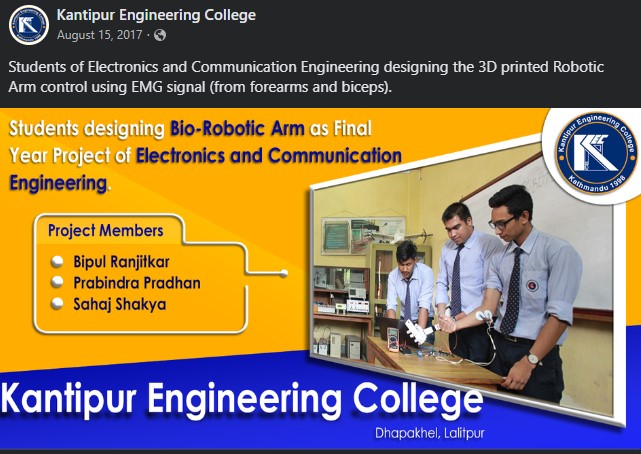 Kantipur Engineering College
August 15, 2017 ·
Students of Electronics and Communication Engineering designing the 3D printed Robotic
Arm control using EMG signal (from forearms and biceps).
Students designing Bio-Robotic Arm as Final
Year Project of Electronics and Communication
Engineering.
Kantipur Engineering College
KEC
Kathmandu 1998
Project Members
Bipul Ranjitkar
Prabindra Pradhan
Sahaj Shakya
Kantipur Engineering College
Dhapakhel, Lalitpur